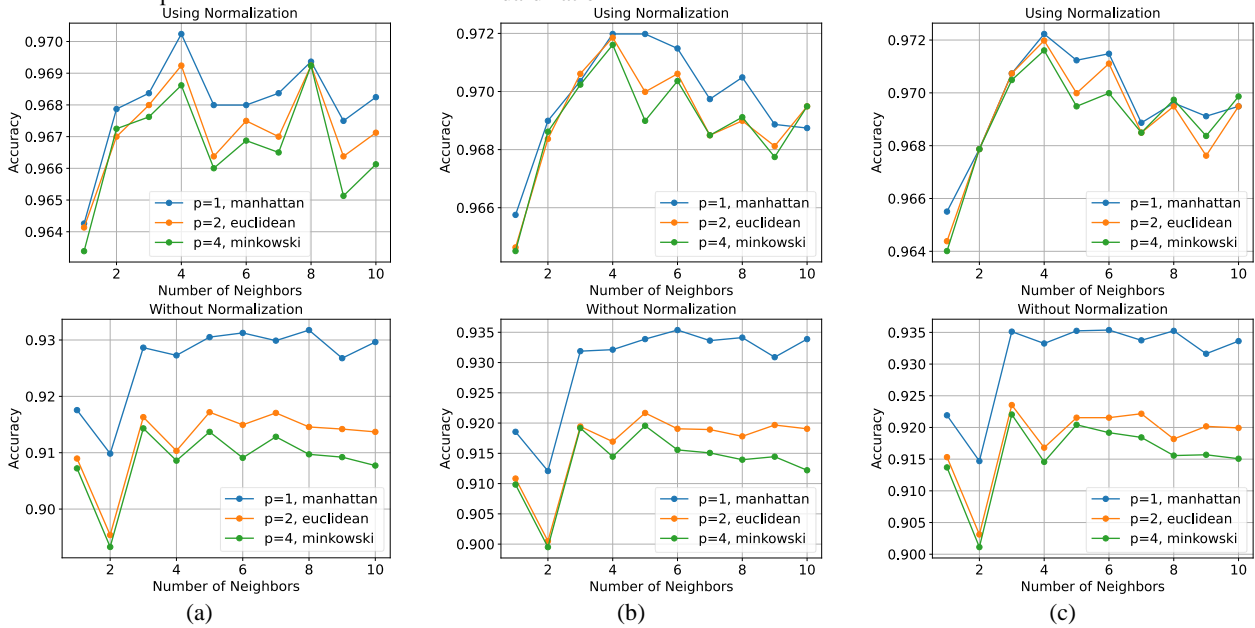 Using Normalization
0.970
0.969
0.968
0.967
0.966
0.965
0.964
Accuracy
p=1, manhattan
p=2, euclidean
p=4, minkowski
2 4 6 8 10
Number of Neighbors
Using Normalization
0.972
0.970
0.968
0.966
Accuracy
p=1, manhattan
p=2, euclidean
p=4, minkowski
2 4 6 8 10
Number of Neighbors
Using Normalization
0.972
0.970
0.968
0.966
0.964
Accuracy
p=1, manhattan
p=2, euclidean
p=4, minkowski
2 4 6 8 10
Number of Neighbors
Without Normalization
0.93
0.92
0.91
0.90
Accuracy
p=1, manhattan
p=2, euclidean
p=4, minkowski
2 4 6 8 10
Number of Neighbors
Without Normalization
0.935
0.930
0.925
0.920
0.915
0.910
0.905
0.900
Accuracy
p=1, manhattan
p=2, euclidean
p=4, minkowski
2 4 6 8 10
Number of Neighbors
Without Normalization
0.935
0.930
0.925
0.920
0.915
0.910
0.905
0.900
Accuracy
p=1, manhattan
p=2, euclidean
p=4, minkowski
2 4 6 8 10
Number of Neighbors
(a) (b) (c)